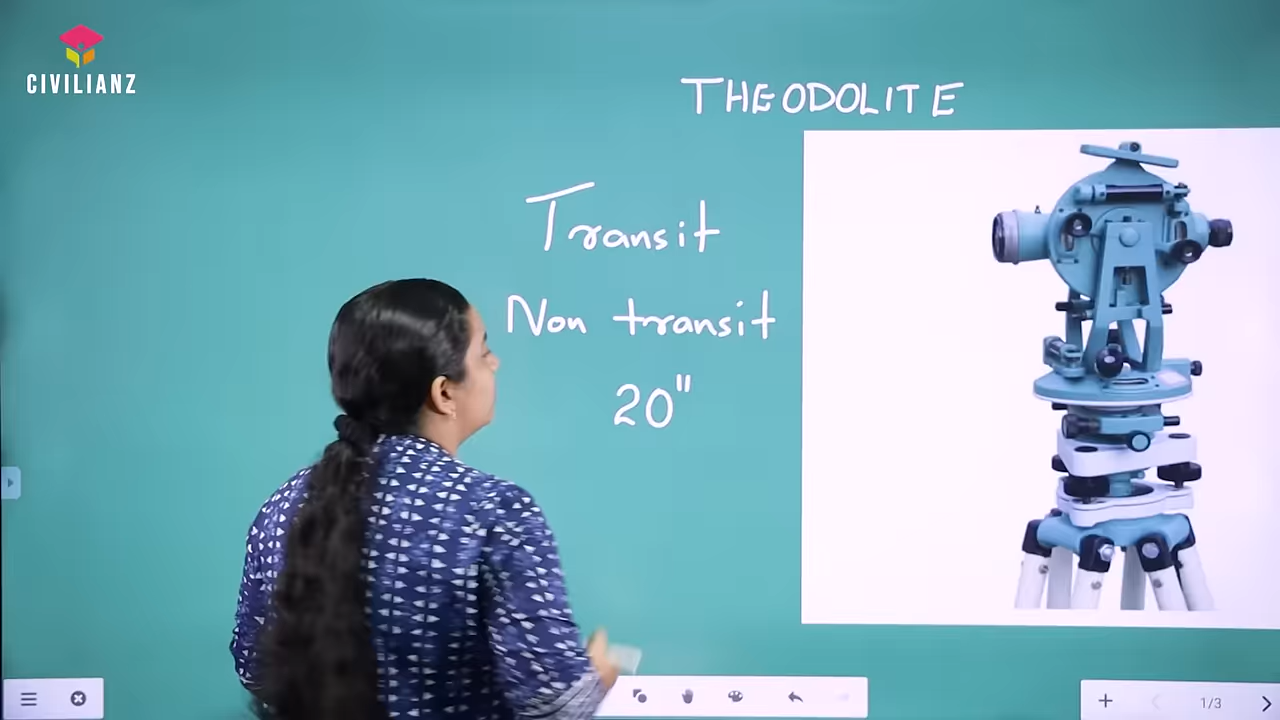 CIVILIANZ
THEODOLITE
Transit
Non transit
20"
1/3